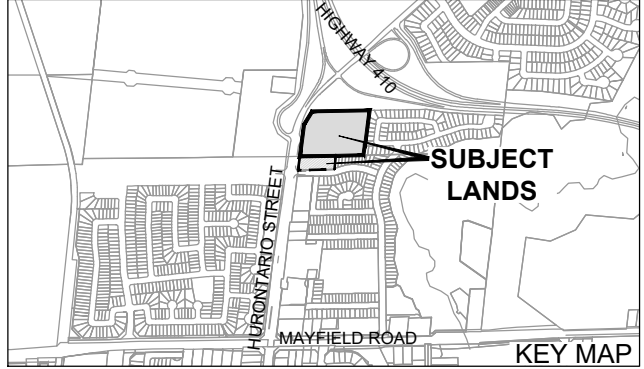 HIGHWAY 410
SUBJECT
LANDS
HURONTARIO STREET
MAYFIELD ROAD
KEY MAP